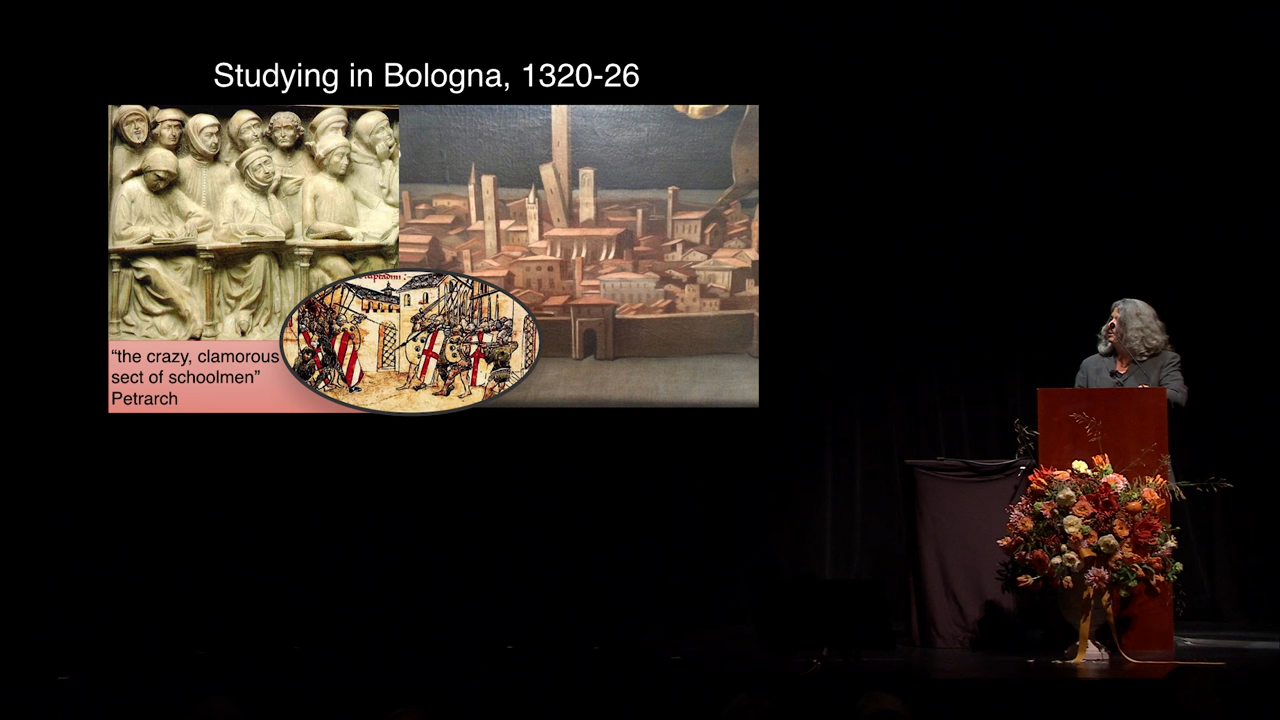 Studying in Bologna, 1320-26
“the crazy, clamorous
sect of schoolmen”
Petrarch